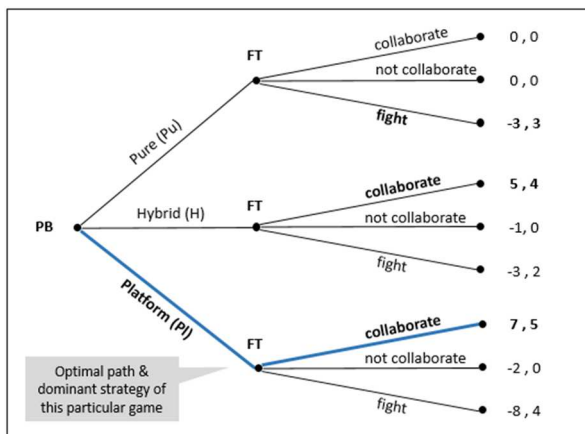 FT
collaborate
0 , 0
not collaborate
0 , 0
fight
-3 , 3
Pure (Pu)
PB
Hybrid (H)
FT
collaborate
5 , 4
not collaborate
-1, 0
fight
-3, 2
Platform (Pl)
FT
collaborate
7 , 5
not collaborate
-2, 0
fight
-8, 4
Optimal path &
dominant strategy of
this particular game